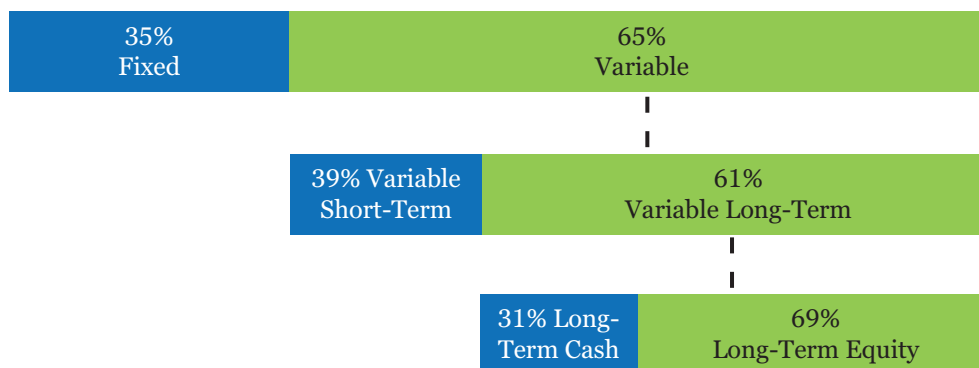 35%
Fixed
65%
Variable
39% Variable
Short-Term
61%
Variable Long-Term
31% Long-
Term Cash
69%
Long-Term Equity